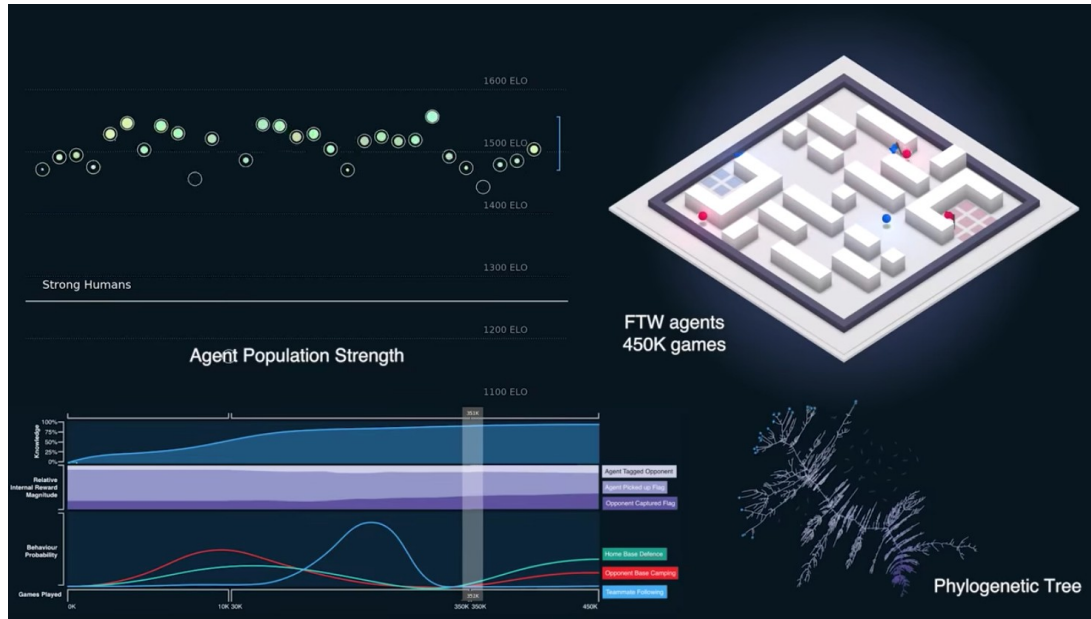 1600 ELO
1500 ELO
1400 ELO
1300 ELO
Strong Humans
1200 ELO
Agent Population Strength
1100 ELO
FTW agents
450K games
351K
Knowledge
100%
75%
50%
25%
0%
Relative
Internal Reward
Magnitude
Agent Tagged Opponent
Agent Picked up Flag
Opponent Captured Flag
Behaviour
Probability
Home Base Defence
Opponent Base Camping
Teammate Following
Games Played
351K
0K
10K 30K
350K 350K
450K
Phylogenetic Tree